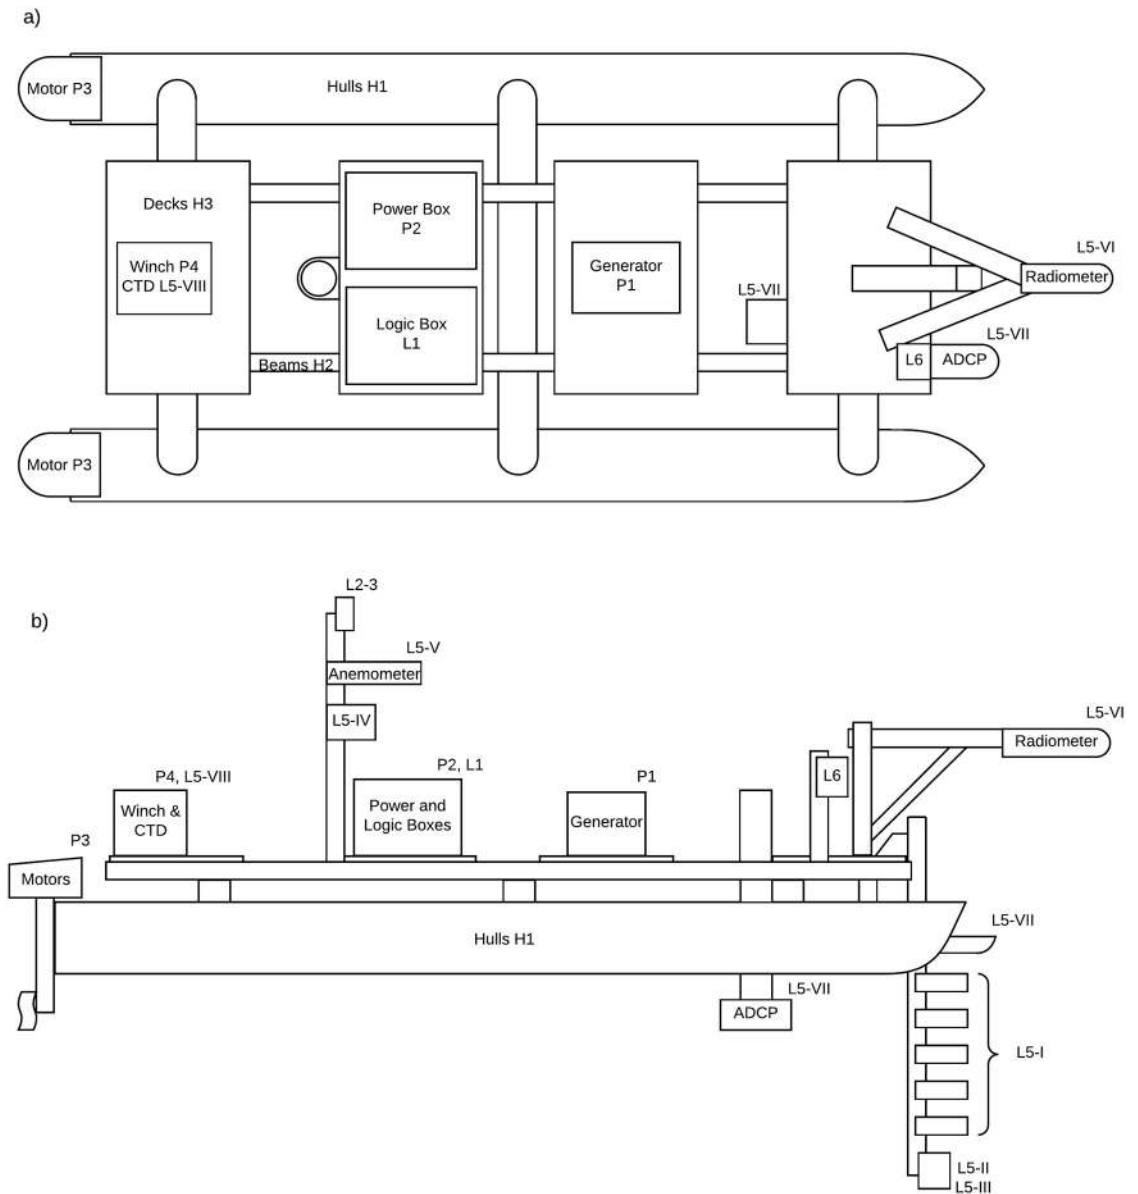 a)
Motor P3
Hulls H1
Decks H3
Power Box
P2
Winch P4
CTD L5-VIII
Generator
P1
L5-VI
Radiometer
L5-VII
Logic Box
L1
L5-VII
Beams H2
L6
ADCP
Motor P3
b)
L2-3
L5-V
Anemometer
L5-IV
L5-VI
Radiometer
P4, L5-VIII
P2, L1
P1
L6
Winch &
CTD
Power and
Logic Boxes
Generator
P3
Motors
L5-VII
Hulls H1
L5-VII
ADCP
L5-I
L5-II
L5-III